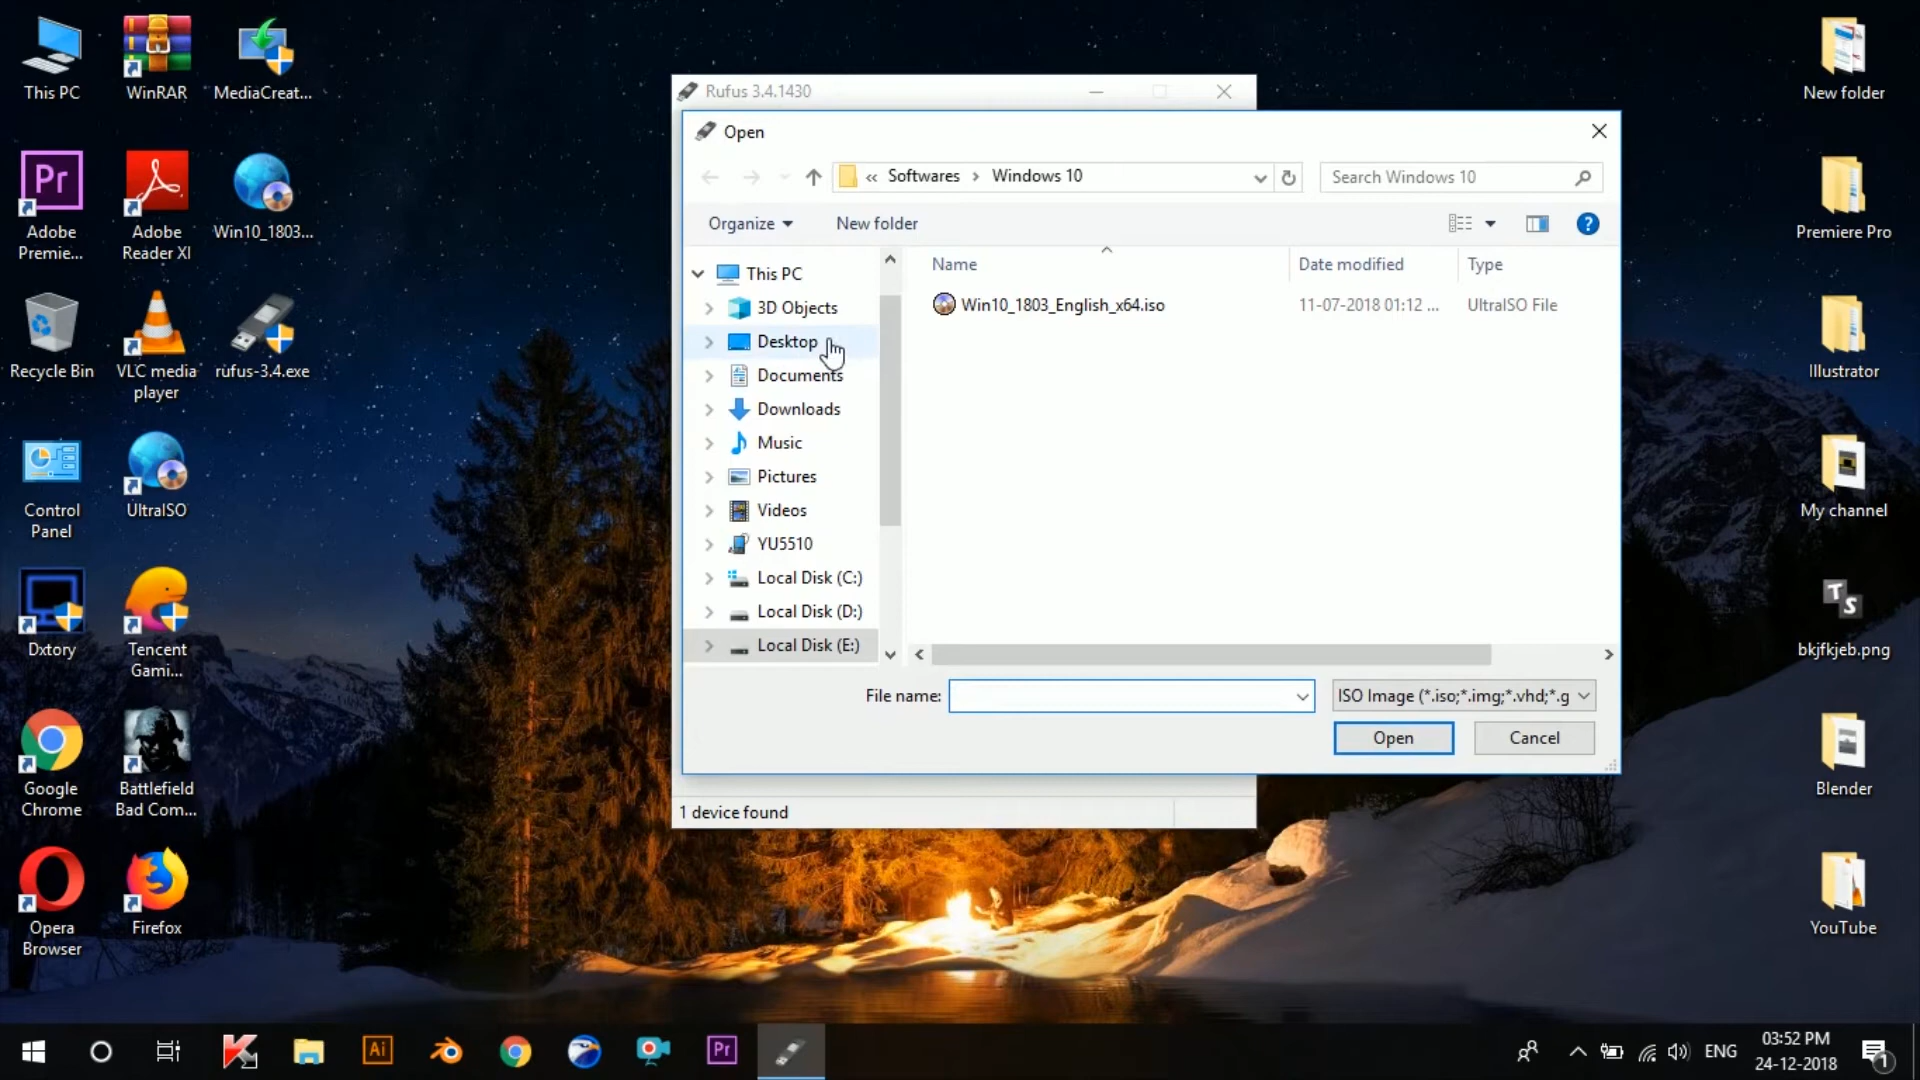 This PC
WinRAR
MediaCreat...
Adobe
Premie...
Adobe
Reader XI
Win10_1803...
Recycle Bin
VLC media
player
rufus-3.4.exe
Control
Panel
UltraISO
Dxtory
Tencent
Gami...
Google
Chrome
Battlefield
Bad Com...
Opera
Browser
Firefox
Rufus 3.4.1430
Open
« Softwares › Windows 10
Search Windows 10
Organize
New folder
This PC
3D Objects
Desktop
Documents
Downloads
Music
Pictures
Videos
YU5510
Local Disk (C:)
Local Disk (D:)
Local Disk (E:)
Name
Date modified
Type
Win10_1803_English_x64.iso
11-07-2018 01:12 ...
UltraISO File
File name:
ISO Image (*.iso;*.img;*.vhd;*.g
Open
Cancel
1 device found
New folder
Premiere Pro
Illustrator
My channel
TS
bkjfkjeb.png
Blender
YouTube
Pr
Ai
Pr
ENG
03:52 PM
24-12-2018
1